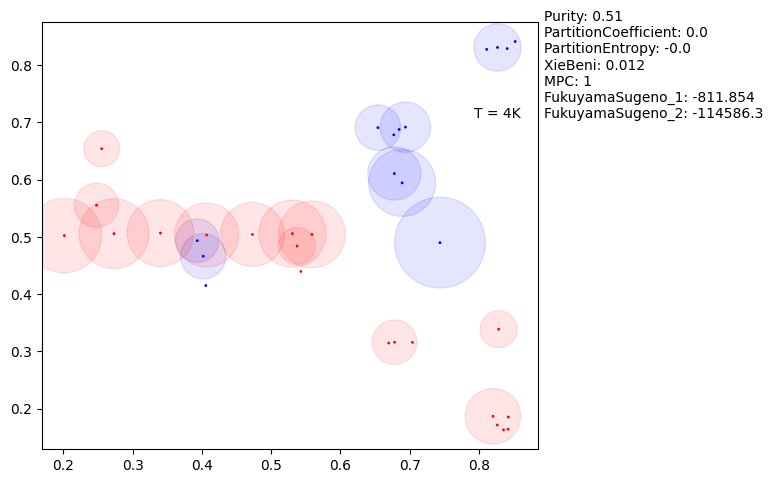 Purity: 0.51
PartitionCoefficient: 0.0
PartitionEntropy: -0.0
XieBeni: 0.012
MPC: 1
FukuyamaSugeno_1: -811.854
FukuyamaSugeno_2: -114586.3
T = 4K
0.8
0.7
0.6
0.5
0.4
0.3
0.2
0.2 0.3 0.4 0.5 0.6 0.7 0.8